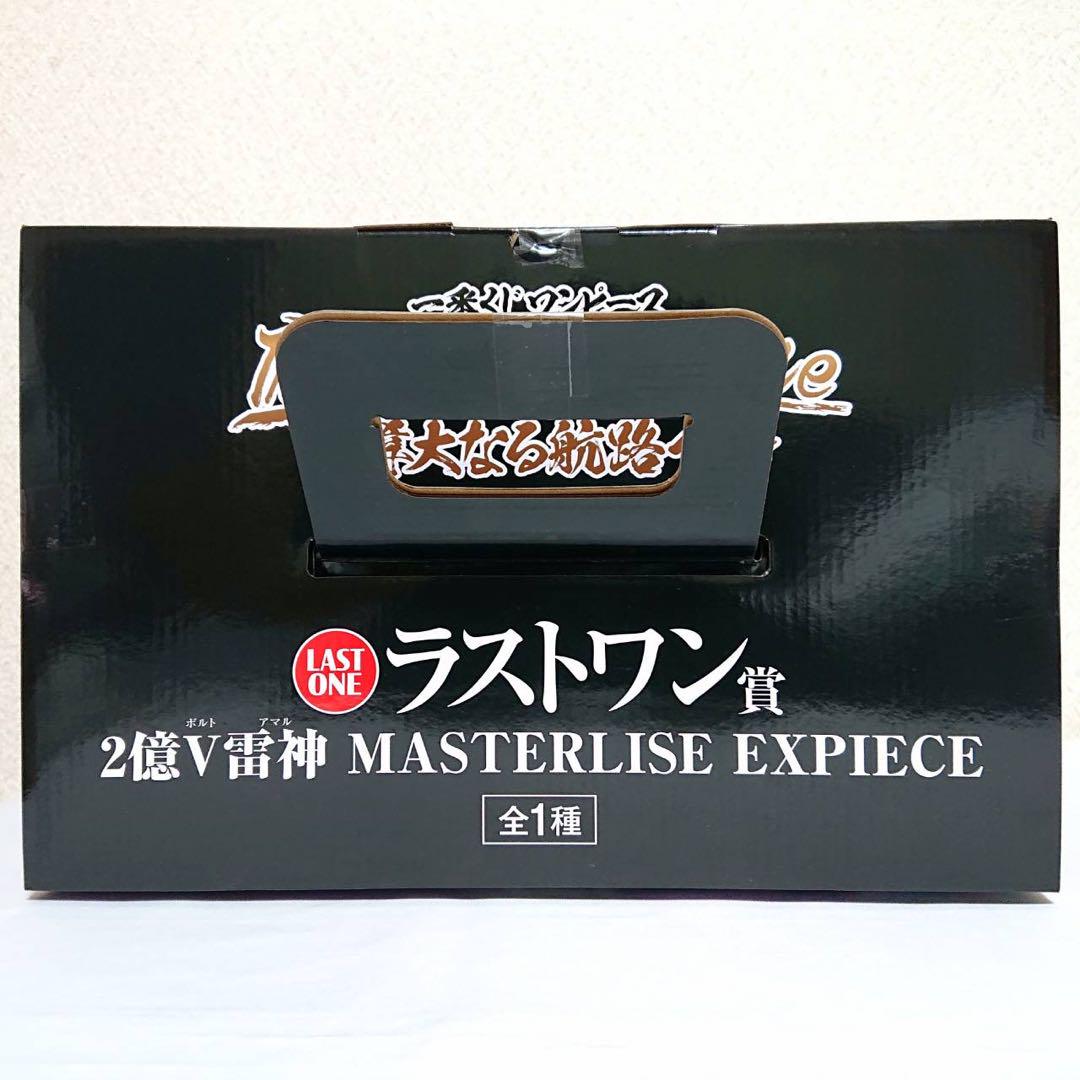 一番くじ ワンピース
大なる航路
LAST ONE
ラストワン賞
ボルト アマル
2億V雷神 MASTERLISE EXPIECE
全1種